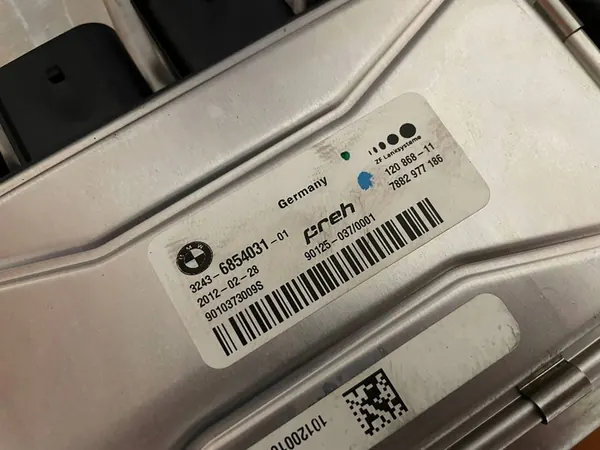 BMW
3243-6854031-01
2012-02-28
9010373009S
Germany
preh
90125-037/0001
ZF Lenksysteme
120 868-11
7882 977 186